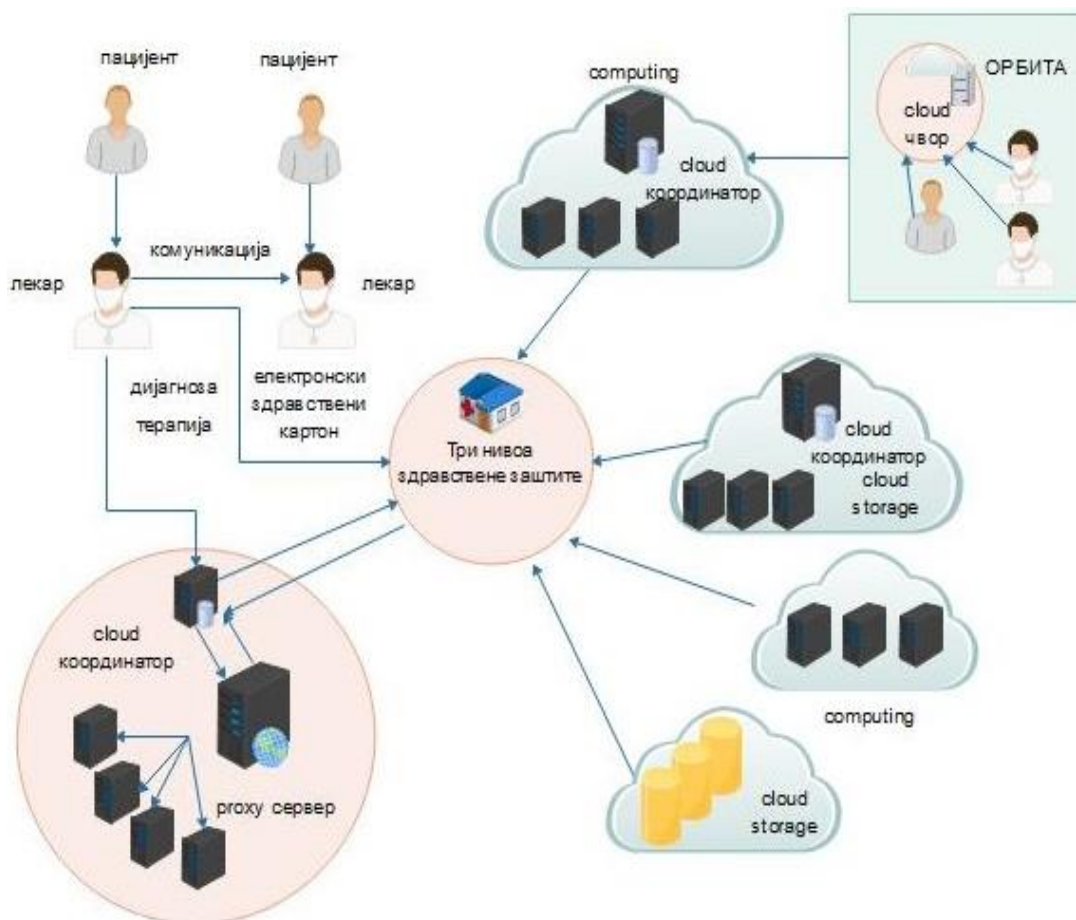 пацијент
пацијент
computing
ОРБИТА
cloud
чвор
cloud
координатор
комуникација
лекар
лекар
дијагноза
терапија
електронски
здравствени
картон
Три нивоа
здравствене заштите
cloud
координатор
cloud
storage
cloud
координатор
computing
proxy сервер
cloud
storage